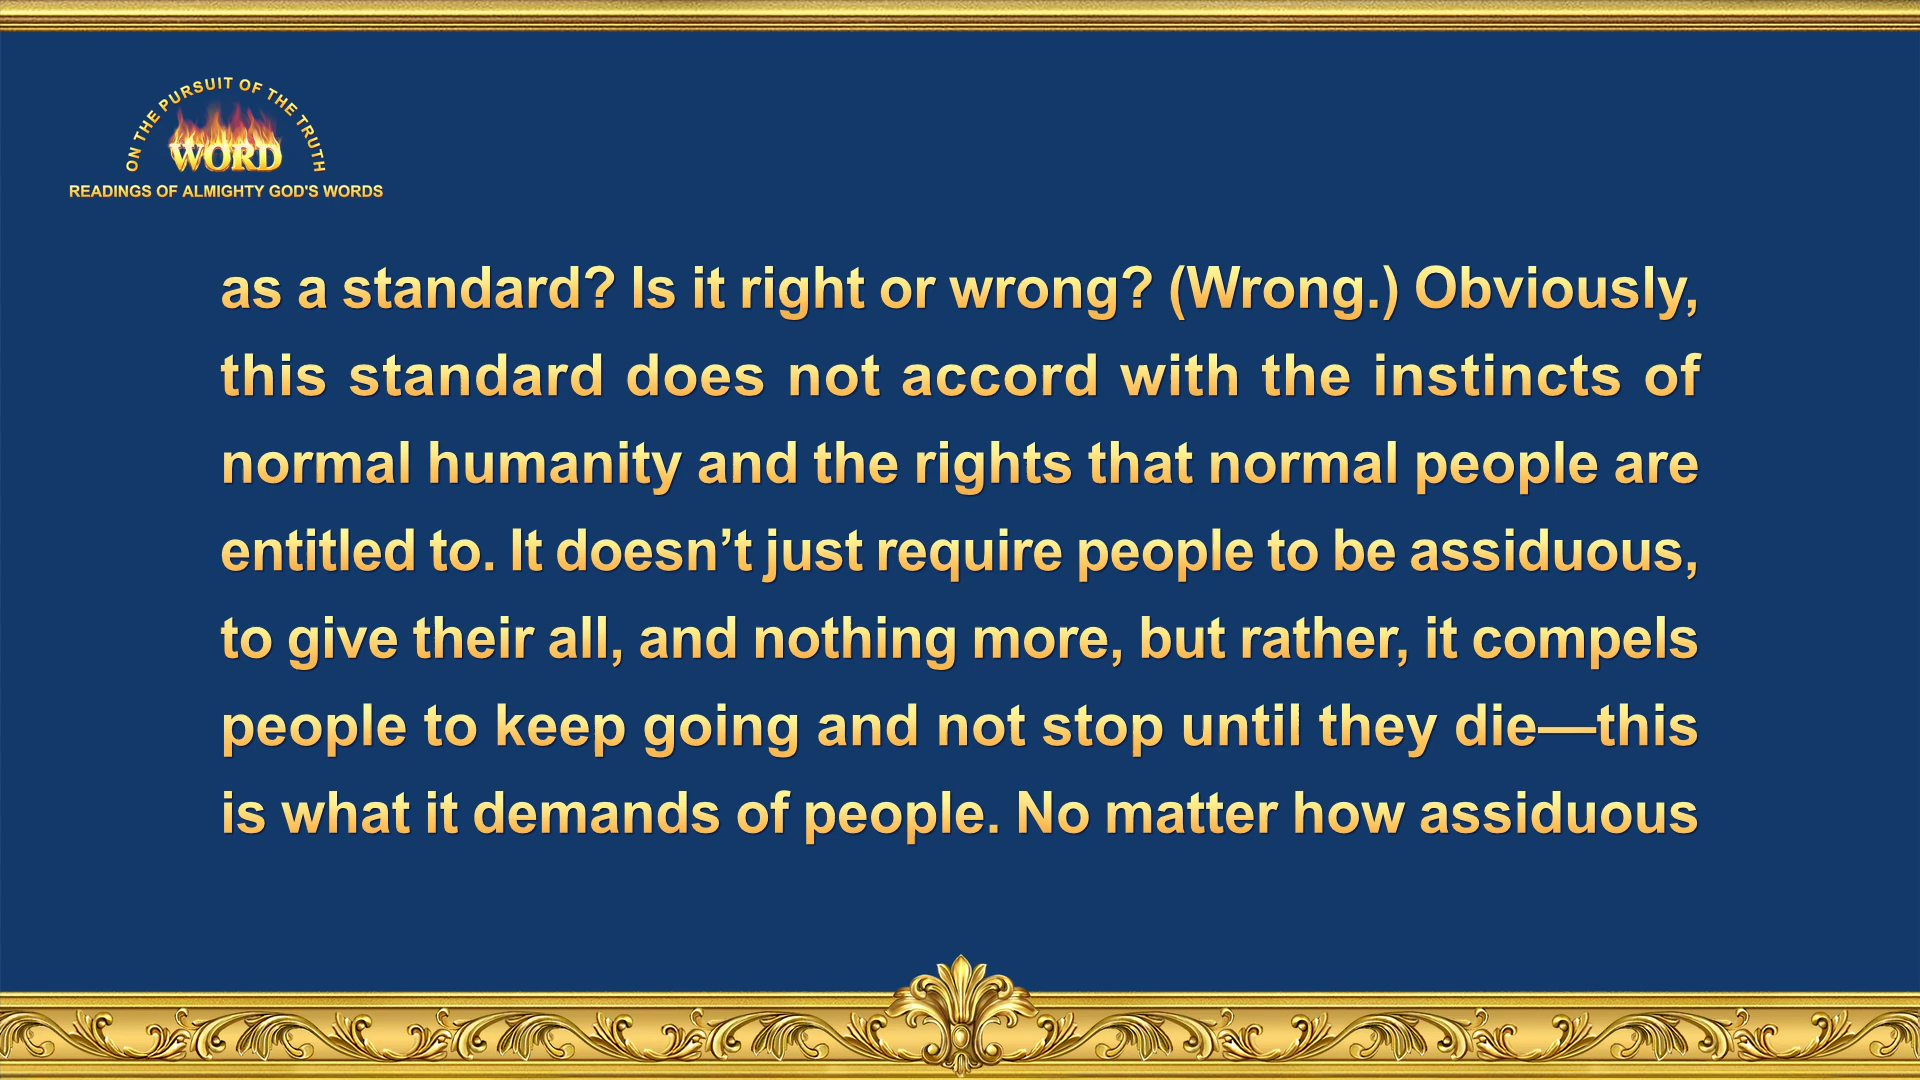 ON THE PURSUIT OF THE TRUTH
WORD
READINGS OF ALMIGHTY GOD'S WORDS
as a standard? Is it right or wrong? (Wrong.) Obviously,
this standard does not accord with the instincts of
normal humanity and the rights that normal people are
entitled to. It doesn’t just require people to be assiduous,
to give their all, and nothing more, but rather, it compels
people to keep going and not stop until they die—this
is what it demands of people. No matter how assiduous